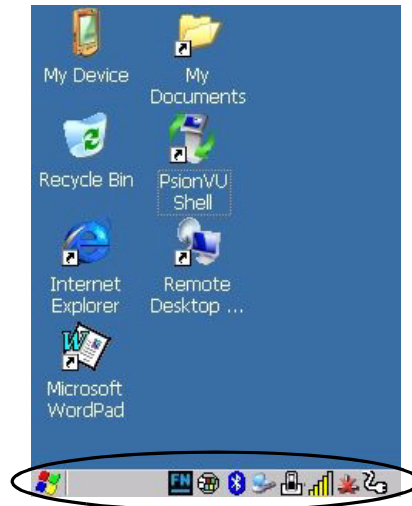 My Device
My
Documents
Recycle Bin
PsionVU
Shell
Internet
Explorer
Remote
Desktop ...
W
Microsoft
WordPad
FN